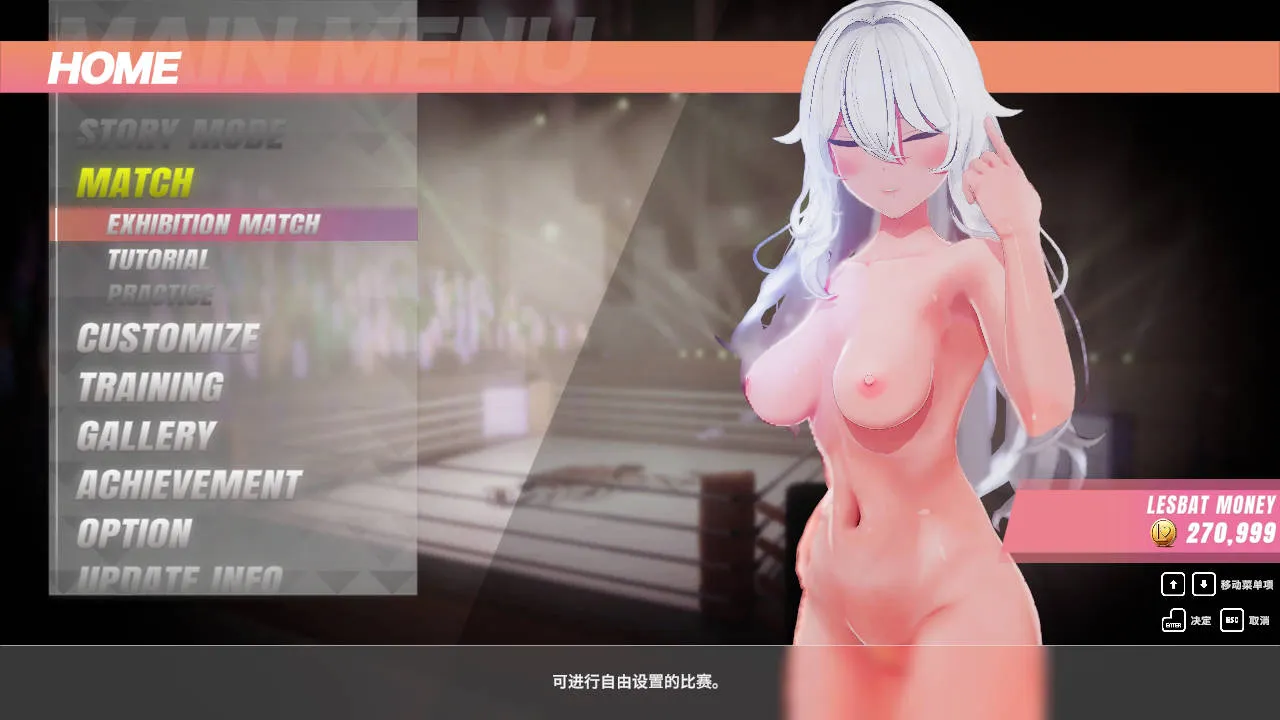 MAIN MENU
HOME
STORY MODE
MATCH
EXHIBITION MATCH
TUTORIAL
PRACTICE
CUSTOMIZE
TRAINING
GALLERY
ACHIEVEMENT
OPTION
UPDATE INFO
LESBAT MONEY
270,999
移动菜单项
ENTER 决定 ESC 取消
可进行自由设置的比赛。